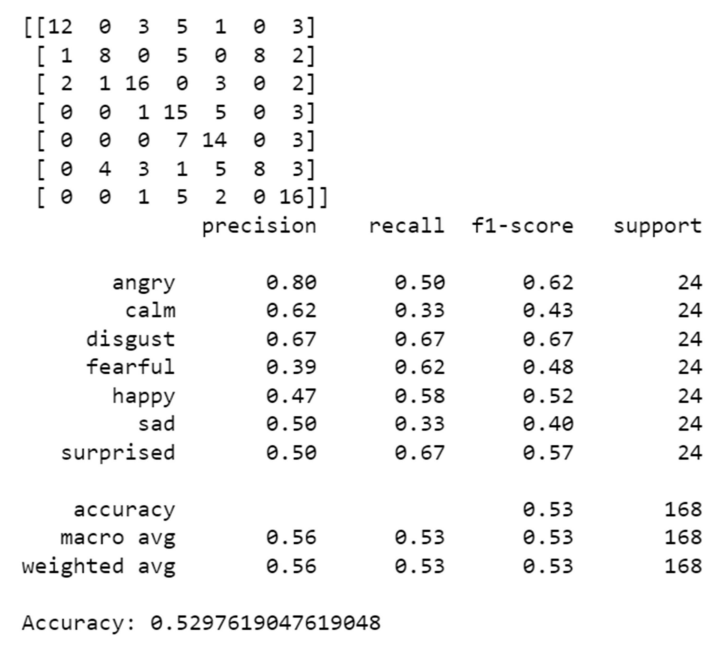 [[12  0  3  5  1  0  3]
 [ 1  8  0  5  0  8  2]
 [ 2  1 16  0  3  0  2]
 [ 0  0  1 15  5  0  3]
 [ 0  0  0  7 14  0  3]
 [ 0  4  3  1  5  8  3]
 [ 0  0  1  5  2  0 16]]
              precision    recall  f1-score   support

       angry       0.80      0.50      0.62        24
        calm       0.62      0.33      0.43        24
     disgust       0.67      0.67      0.67        24
     fearful       0.39      0.62      0.48        24
       happy       0.47      0.58      0.52        24
         sad       0.50      0.33      0.40        24
   surprised       0.50      0.67      0.57        24

    accuracy                           0.53       168
   macro avg       0.56      0.53      0.53       168
weighted avg       0.56      0.53      0.53       168

Accuracy: 0.5297619047619048